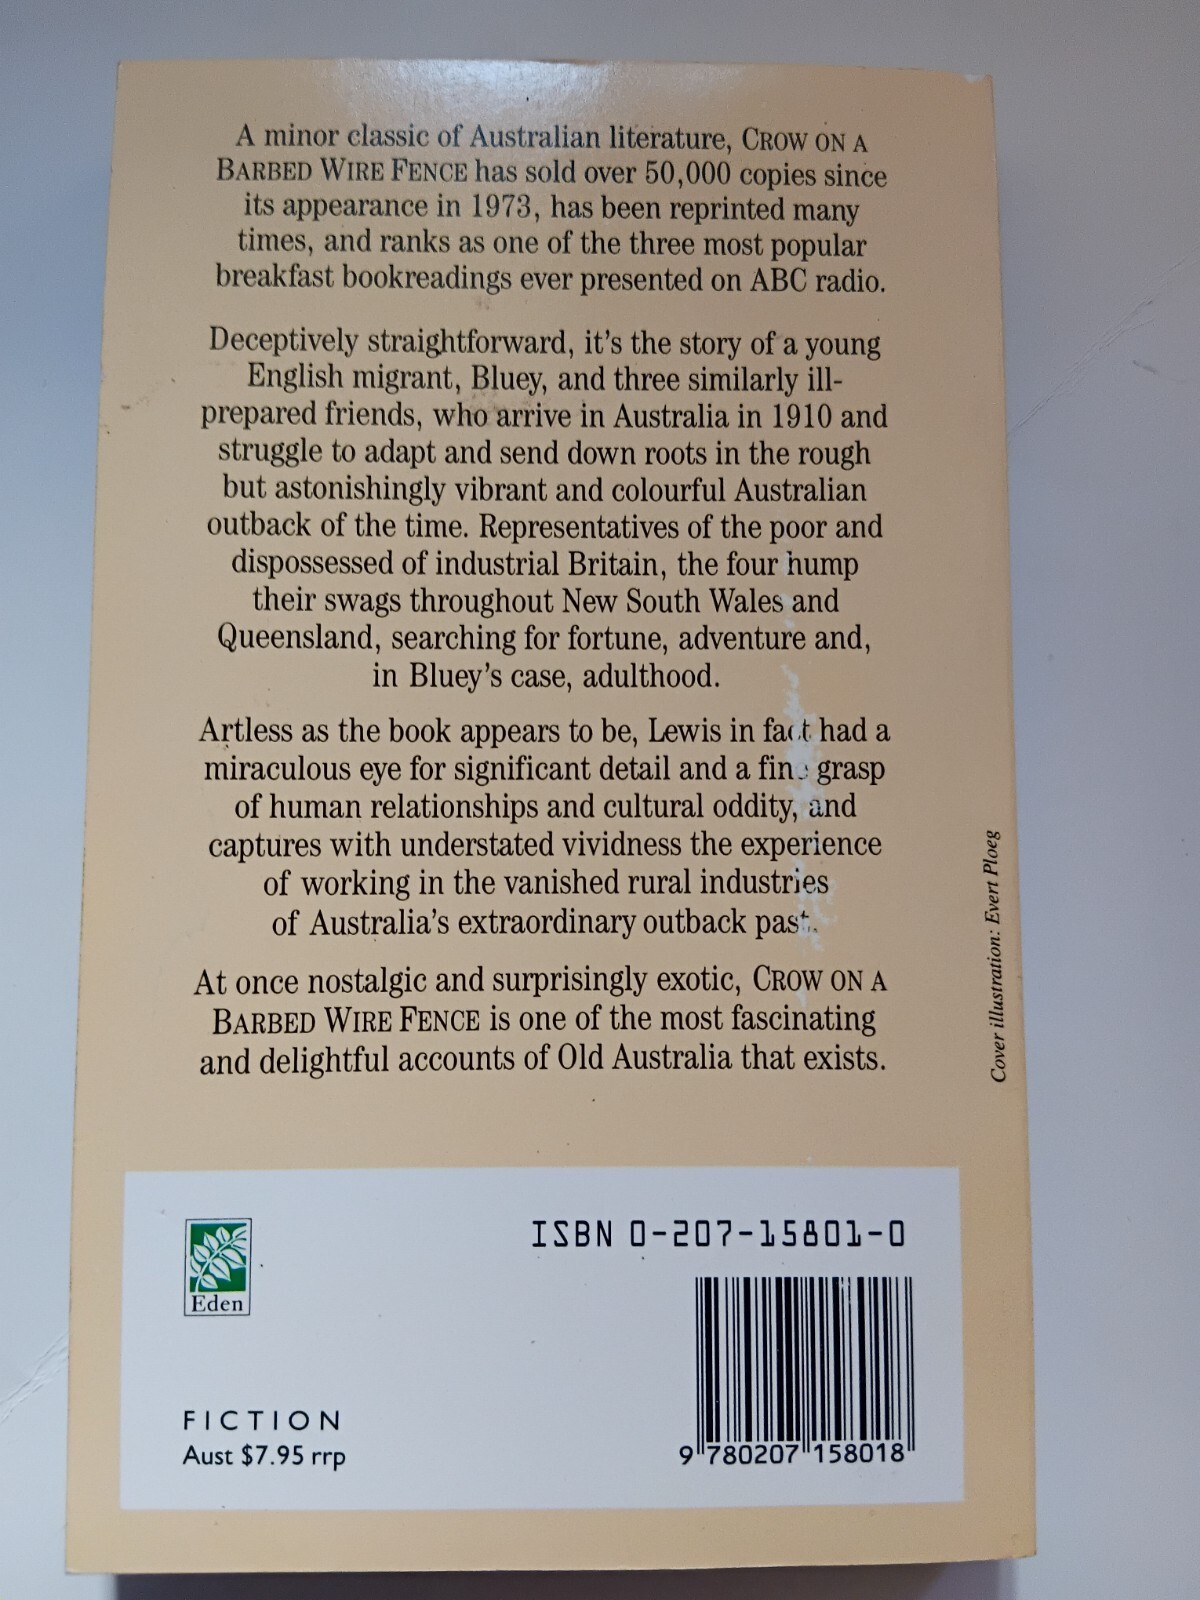 A minor classic of Australian literature, CROW ON A
BARBED WIRE FENCE has sold over 50,000 copies since
its appearance in 1973, has been reprinted many
times, and ranks as one of the three most popular
breakfast bookreadings ever presented on ABC radio.
Deceptively straightforward, it's the story of a young
English migrant, Bluey, and three similarly ill-
prepared friends, who arrive in Australia in 1910 and
struggle to adapt and send down roots in the rough
but astonishingly vibrant and colourful Australian
outback of the time. Representatives of the poor and
dispossessed of industrial Britain, the four hump
their swags throughout New South Wales and
Queensland, searching for fortune, adventure and,
in Bluey's case, adulthood.
Artless as the book appears to be, Lewis in fact had a
miraculous eye for significant detail and a fine grasp
of human relationships and cultural oddity, and
captures with understated vividness the experience
of working in the vanished rural industries
of Australia's extraordinary outback past.
At once nostalgic and surprisingly exotic, CROW ON A
BARBED WIRE FENCE is one of the most fascinating
and delightful accounts of Old Australia that exists.
Cover illustration: Evert Ploeg
ISBN 0-207-15801-0
Eden
FICTION
Aust $7.95 rrp
9 780207 158018